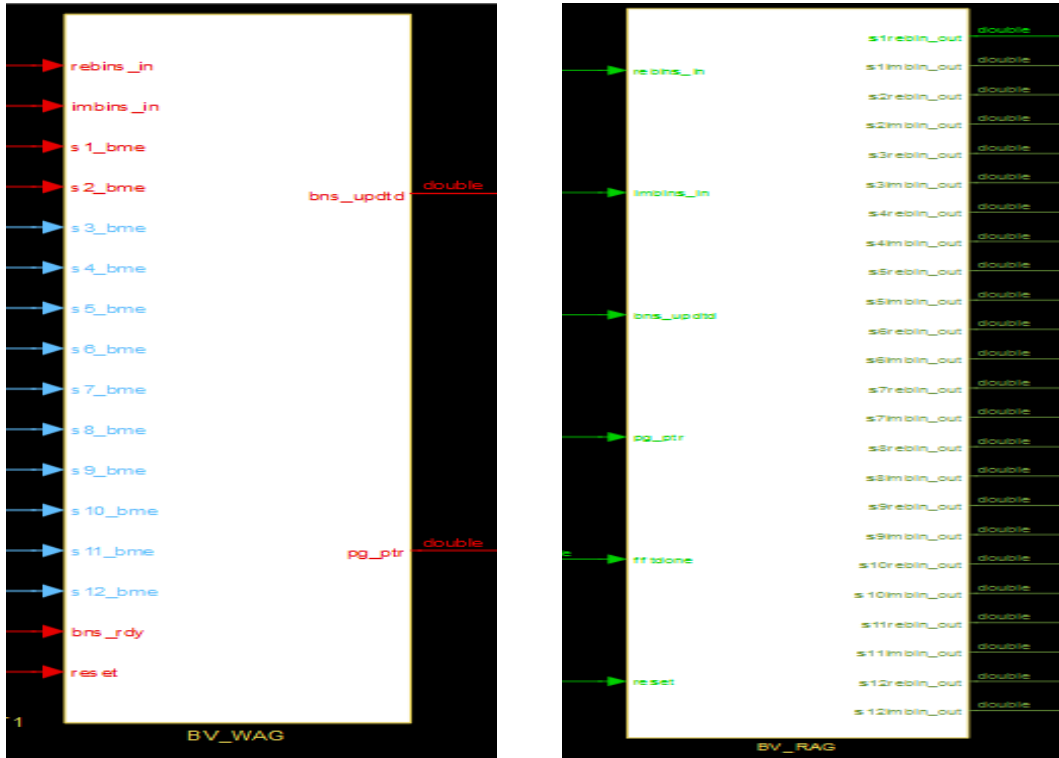 rebins_in
imbins_in
s1_bme
s2_bme
s3_bme
s4_bme
s5_bme
s6_bme
s7_bme
s8_bme
s9_bme
s10_bme
s11_bme
s12_bme
bns_rdy
reset
bns_updtd
double
pg_ptr
double
BV_WAG
rebins_in
imbins_in
bns_updtd
pg_ptr
fftdone
reset
s1rebin_out double
s1imbin_out double
s2rebin_out double
s2imbin_out double
s3rebin_out double
s3imbin_out double
s4rebin_out double
s4imbin_out double
s5rebin_out double
s5imbin_out double
s6rebin_out double
s6imbin_out double
s7rebin_out double
s7imbin_out double
s8rebin_out double
s8imbin_out double
s9rebin_out double
s9imbin_out double
s10rebin_out double
s10imbin_out double
s11rebin_out double
s11imbin_out double
s12rebin_out double
s12imbin_out double
BV_RAG